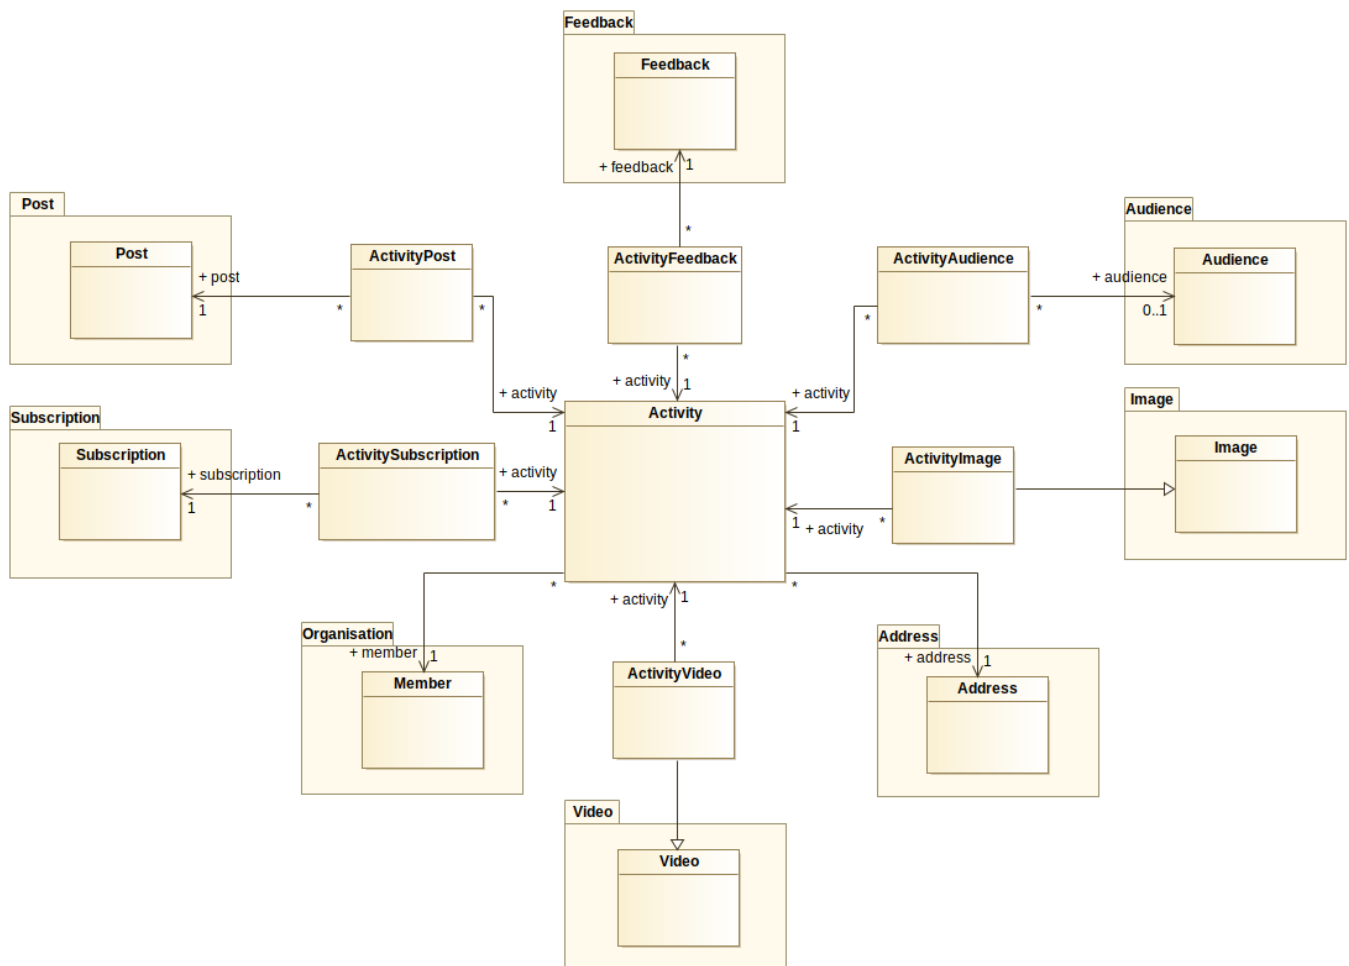 Feedback
Feedback
+ feedback 1
*
Post
Post
+ post
1
*
ActivityPost
*
ActivityFeedback
*
+ activity 1
ActivityAudience
*
*
Audience
Audience
+ audience
0..1
+ activity
1
+ activity
1
Activity
Subscription
Subscription
+ subscription
1
*
ActivitySubscription
*
+ activity
1
ActivityImage
*
1
+ activity
Image
Image
*
+ activity 1
*
*
Organisation
+ member 1
Member
ActivityVideo
Address
+ address 1
Address
Video
Video